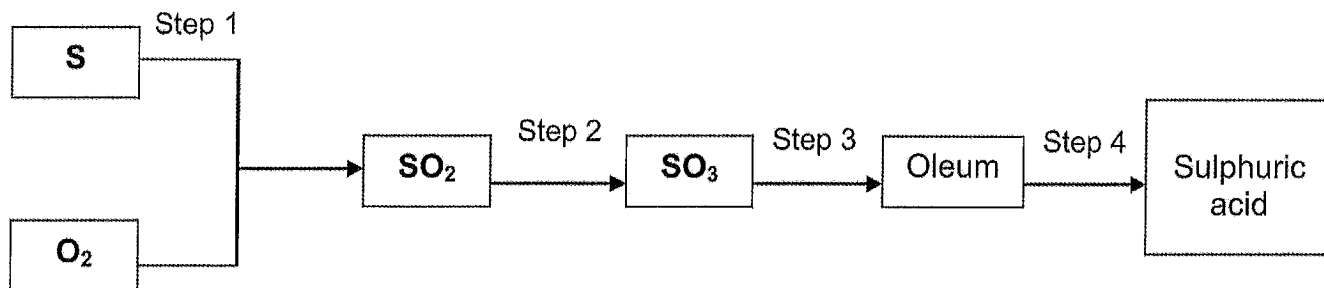 Step 1
S
O₂
SO₂
Step 2
SO₃
Step 3
Oleum
Step 4
Sulphuric
acid